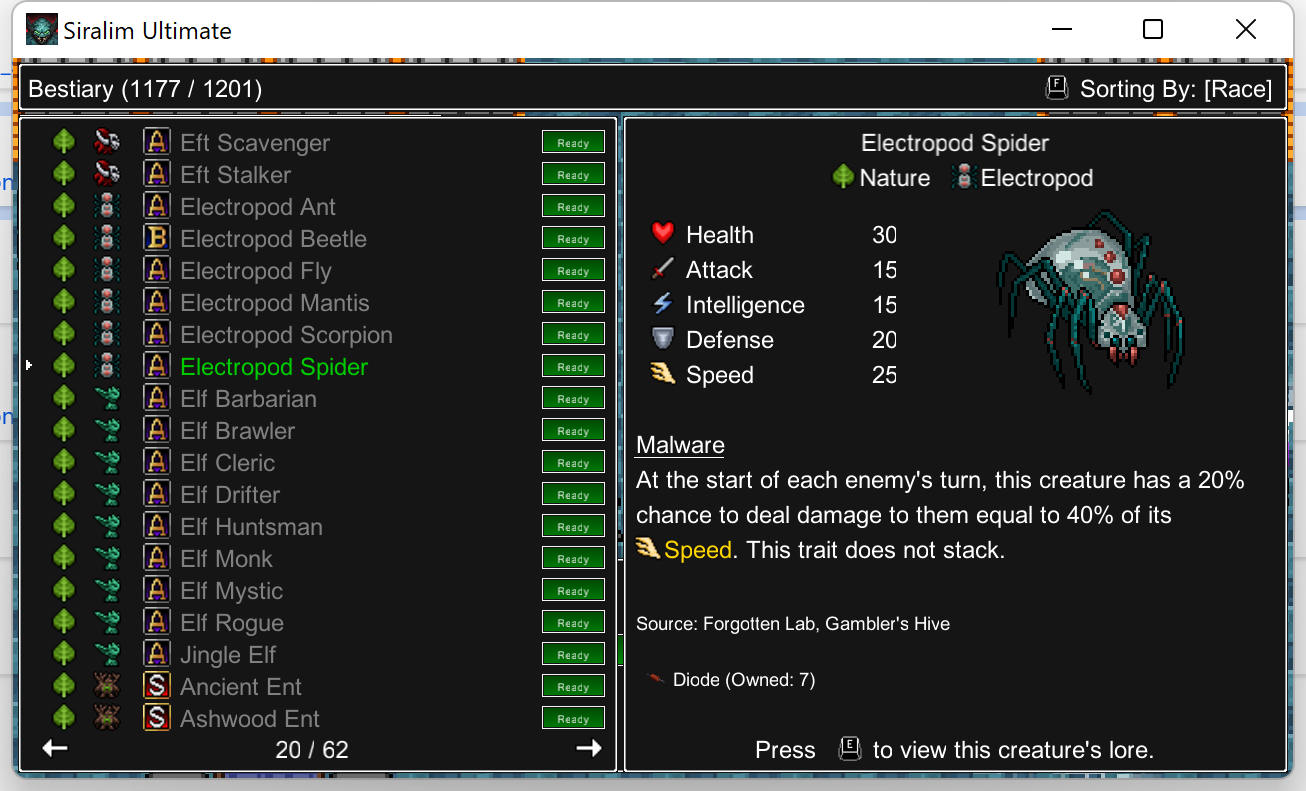 Siralim Ultimate
Bestiary (1177 / 1201)
F Sorting By: [Race]
A Eft Scavenger Ready
A Eft Stalker Ready
A Electropod Ant Ready
B Electropod Beetle Ready
A Electropod Fly Ready
A Electropod Mantis Ready
A Electropod Scorpion Ready
A Electropod Spider Ready
A Elf Barbarian Ready
A Elf Brawler Ready
A Elf Cleric Ready
A Elf Drifter Ready
A Elf Huntsman Ready
A Elf Monk Ready
A Elf Mystic Ready
A Elf Rogue Ready
A Jingle Elf Ready
S Ancient Ent Ready
S Ashwood Ent Ready
20 / 62
Electropod Spider
Nature Electropod
Health 30
Attack 15
Intelligence 15
Defense 20
Speed 25
Malware
At the start of each enemy's turn, this creature has a 20%
chance to deal damage to them equal to 40% of its
Speed. This trait does not stack.
Source: Forgotten Lab, Gambler's Hive
Diode (Owned: 7)
Press E to view this creature's lore.